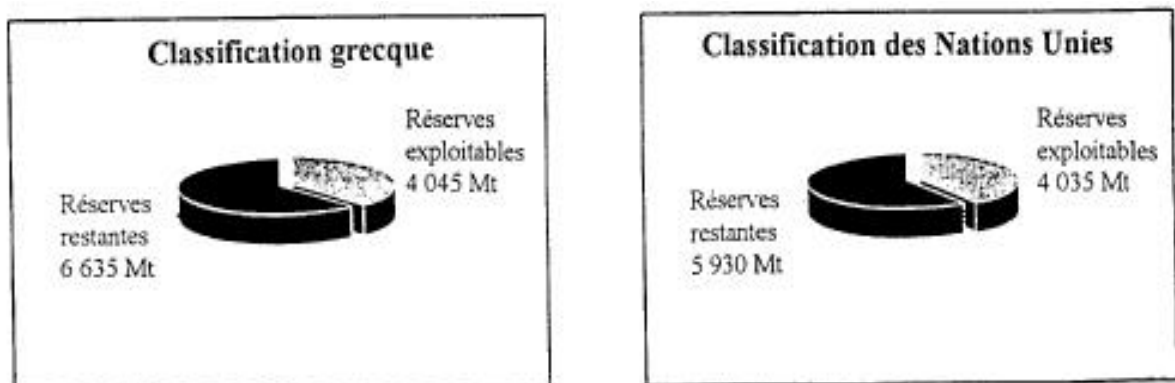 Classification grecque
Réserves
exploitables
4 045 Mt
Réserves
restantes
6 635 Mt
Classification des Nations Unies
Réserves
exploitables
4 035 Mt
Réserves
restantes
5 930 Mt